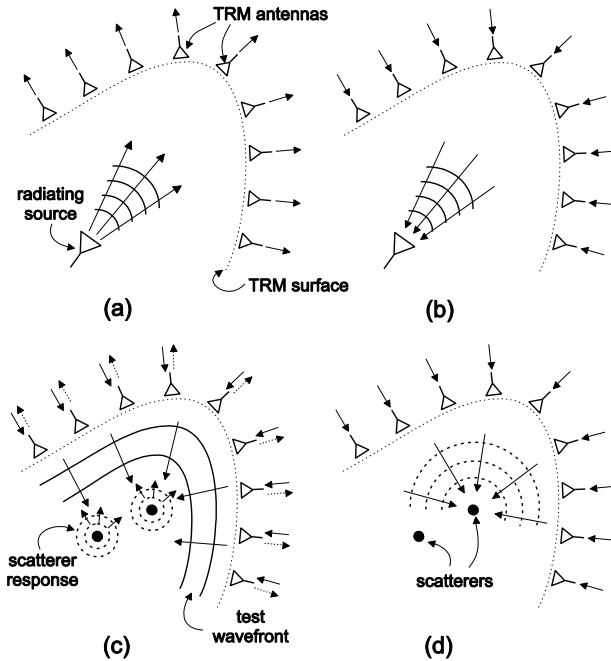 TRM antennas
radiating
source
TRM surface
(a)
(b)
scatterer
response
test
wavefront
scatterers
(c)
(d)